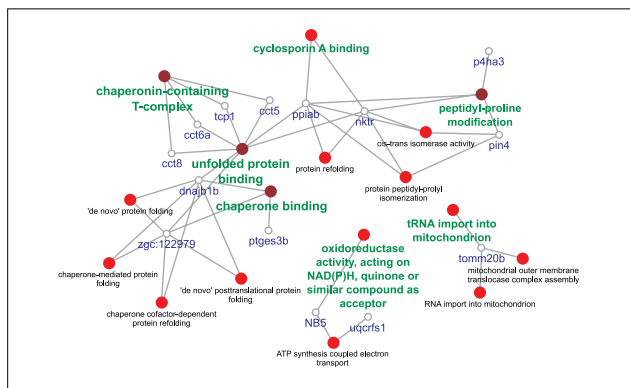 cyclosporin A binding
p4ha3
chaperonin-containing
T-complex
cct5
tcp1
ppiab
nktr
peptidyl-proline
modification
cct6a
cis-trans isomerase activity
pin4
cct8
unfolded protein
binding
protein refolding
protein peptidyl-prolyl
isomerization
dnajb1b
chaperone binding
'de novo' protein folding
ptges3b
zgc:122979
oxidoreductase
activity, acting on
NAD(P)H, quinone or
similar compound as
acceptor
tRNA import into
mitochondrion
tomm20b
mitochondrial outer membrane
translocase complex assembly
chaperone-mediated protein
folding
'de novo' posttranslational protein
folding
RNA import into mitochondrion
chaperone cofactor-dependent
protein refolding
NB5
uqcrfs1
ATP synthesis coupled electron
transport